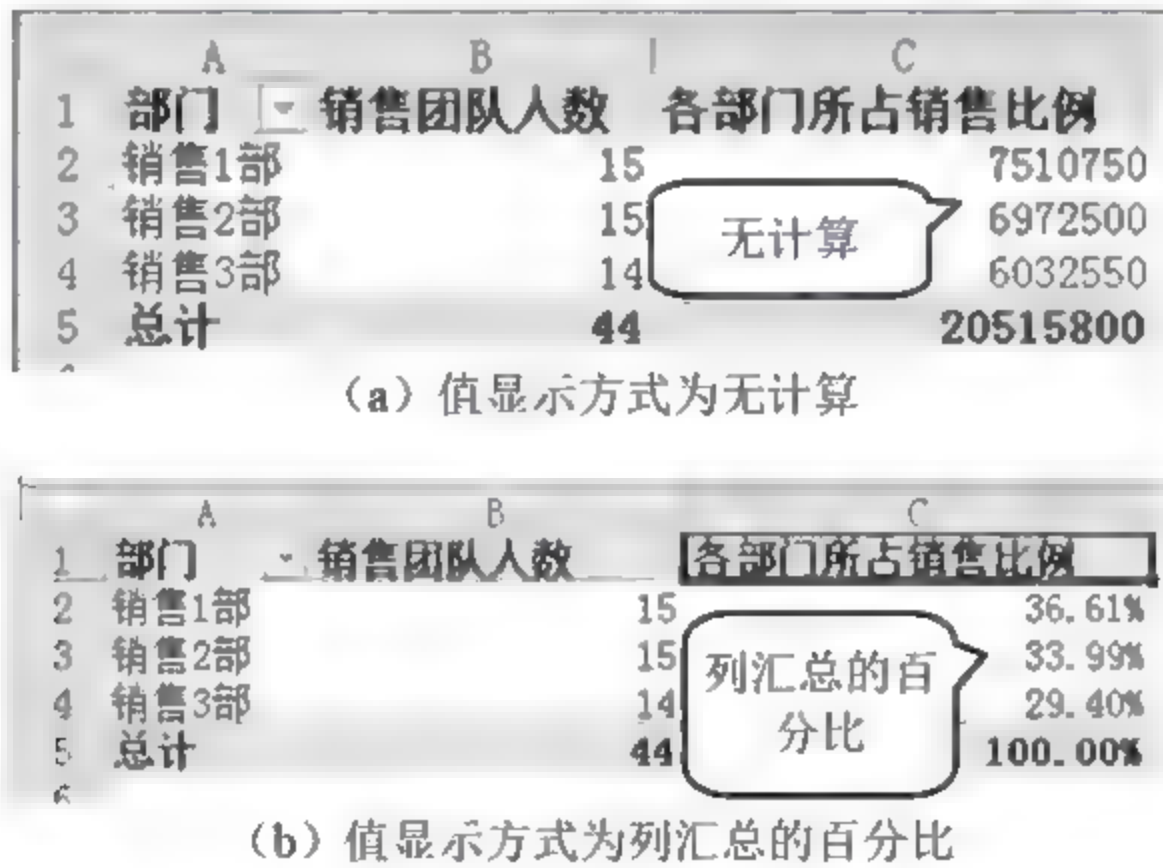 A B C
1 部门 销售团队人数 各部门所占销售比例
2 销售1部 15 7510750
3 销售2部 15 6972500
4 销售3部 14 6032550
5 总计 44 20515800
无计算
(a) 值显示方式为无计算
A B C
1 部门 销售团队人数 各部门所占销售比例
2 销售1部 15 36.61%
3 销售2部 15 33.99%
4 销售3部 14 29.40%
5 总计 44 100.00%
6
列汇总的百
分比
(b) 值显示方式为列汇总的百分比